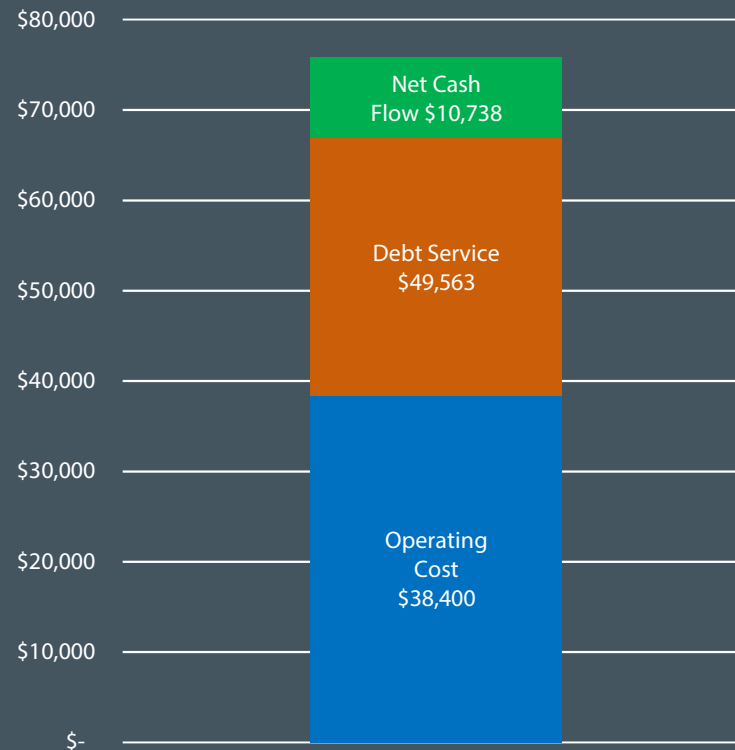 $80,000
$70,000
$60,000
$50,000
$40,000
$30,000
$20,000
$10,000
$-
Net Cash
Flow $10,738
Debt Service
$49,563
Operating
Cost
$38,400